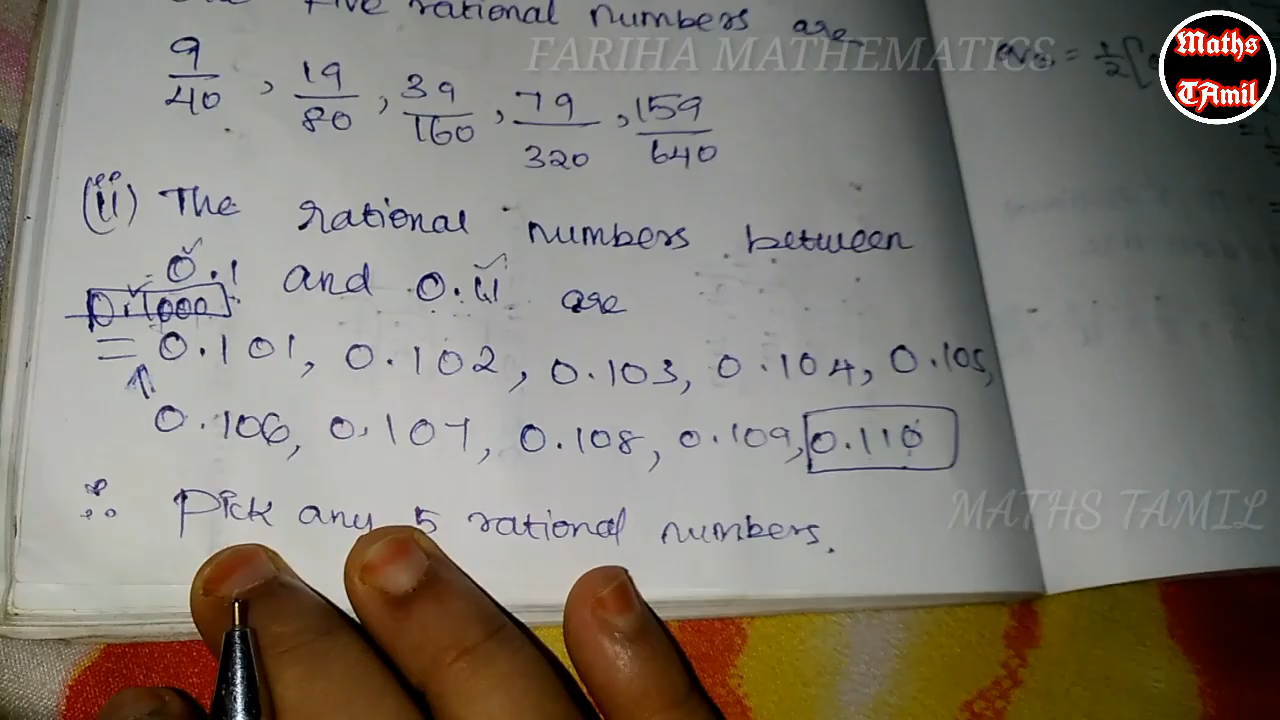 five rational numbers are
9/40 , 19/80 , 39/160 , 79/320 , 159/640
(ii) The rational numbers between
0.1 and 0.11 are
0.1000
= 0.101, 0.102, 0.103, 0.104, 0.105,
0.106, 0.107, 0.108, 0.109, 0.110
∴ Pick any 5 rational numbers.
FARIHA MATHEMATICS
Maths
TAmil
MATHS TAMIL